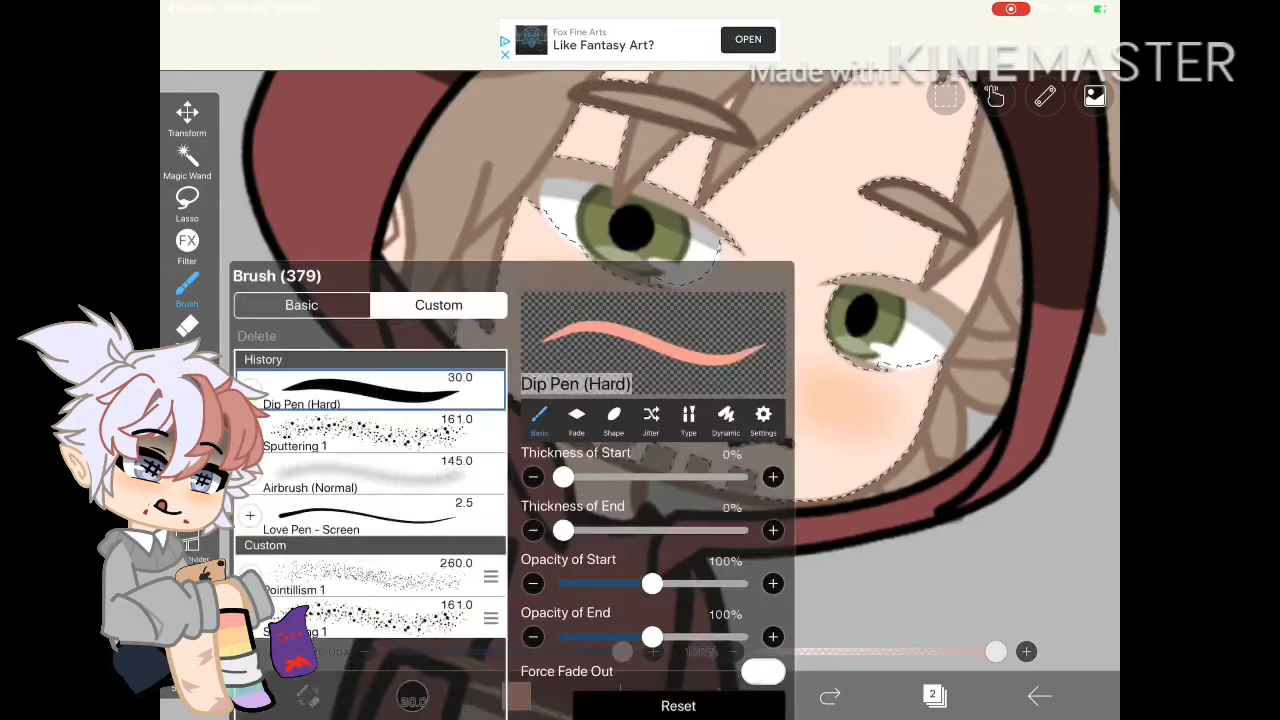 Fox Fine Arts
Like Fantasy Art?
OPEN
Made with KINEMASTER
Transform
Magic Wand
Lasso
FX
Filter
Brush
Brush (379)
Basic
Custom
Delete
History
30.0
Dip Pen (Hard)
161.0
Sputtering 1
145.0
Airbrush (Normal)
2.5
Love Pen - Screen
Custom
260.0
Pointillism 1
161.0
Dip Pen (Hard)
Basic
Fade
Shape
Jitter
Type
Dynamic
Settings
Thickness of Start
0%
Thickness of End
0%
Opacity of Start
100%
Opacity of End
100%
Force Fade Out
Reset
100%
2